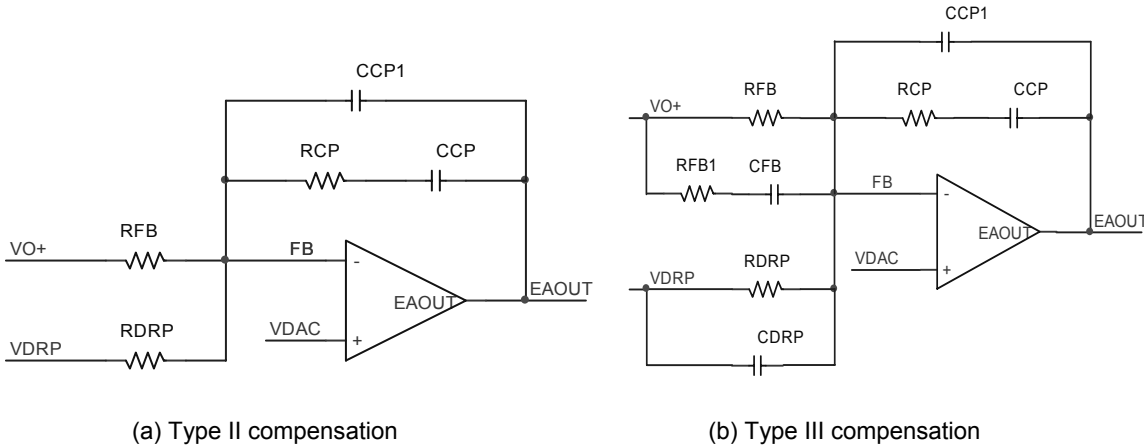 CCP1
RCP
CCP
RFB
VO+
FB
-
EAOUT
EAOUT
RDRP
VDAC
+
VDRP
(a) Type II compensation
CCP1
VO+
RFB
RCP
CCP
RFB1
CFB
FB
-
EAOUT
EAOUT
VDRP
RDRP
VDAC
+
CDRP
(b) Type III compensation